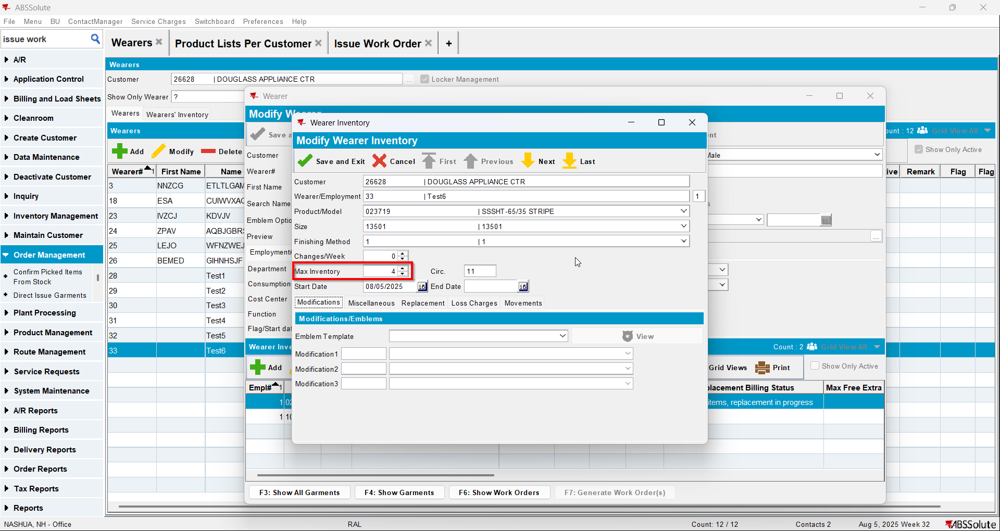 ABSSolute
File Menu BU ContactManager Service Charges Switchboard Preferences Help
issue work
Wearers Product Lists Per Customer Issue Work Order +
A/R
Application Control
Billing and Load Sheets
Cleanroom
Create Customer
Data Maintenance
Deactivate Customer
Inquiry
Inventory Management
Maintain Customer
Order Management
Confirm Picked Items
From Stock
Direct Issue Garments
Plant Processing
Product Management
Route Management
Service Requests
System Maintenance
A/R Reports
Billing Reports
Delivery Reports
Order Reports
Tax Reports
Reports
Wearers
Customer 26628 | DOUGLASS APPLIANCE CTR ... Locker Management
Show Only Wearer ?
Wearers Wearers' Inventory
Wearers
Count : 12 Grid View All
Add Modify Delete
Show Only Active
Wearer# 1 First Name Name
Remark Flag Flag
3 NNZCG ETLTLGAM
18 ESA CUIWVXAC
23 IVZCJ KDVJV
24 ZPAV AQBJGBRS
25 LEJO WFNZWEJ
26 BEMED GIHNHSJF
28 Test1
29 Test2
30 Test3
31 Test4
32 Test5
33 Test6
Wearer
Modify Wearer
Save a
nt
Customer
Male
Wearer#
First Name
Search Name
Emblem Optio
16
Preview
...
Employment#
Department
Consumption
Cost Center
Function
Flag/Start dat
Wearer Inve
Count : 2 Grid View All
Add
Grid Views Print Show Only Active
Empl# 1
placement Billing Status Max Free Extra
1 02
items, replacement in progress
1 10
F3: Show All Garments F4: Show Garments F6: Show Work Orders F7: Generate Work Order(s)
Wearer Inventory
Modify Wearer Inventory
Save and Exit Cancel First Previous Next Last
Customer 26628 | DOUGLASS APPLIANCE CTR
Wearer/Employment 33 | Test6 1
Product/Model 023719 | SSSHT-65/35 STRIPE
Size 13501 | 13501
Finishing Method 1 | 1
Changes/Week 0
Max Inventory 4 Circ. 11
Start Date 08/05/2025 16 End Date 16
Modifications Miscellaneous Replacement Loss Charges Movements
Modifications/Emblems
Emblem Template View
Modification1
Modification2
Modification3
NASHUA, NH - Office RAL Count: 12 / 12 Contacts 2 Aug 5, 2025 Week 32 ABSSolute